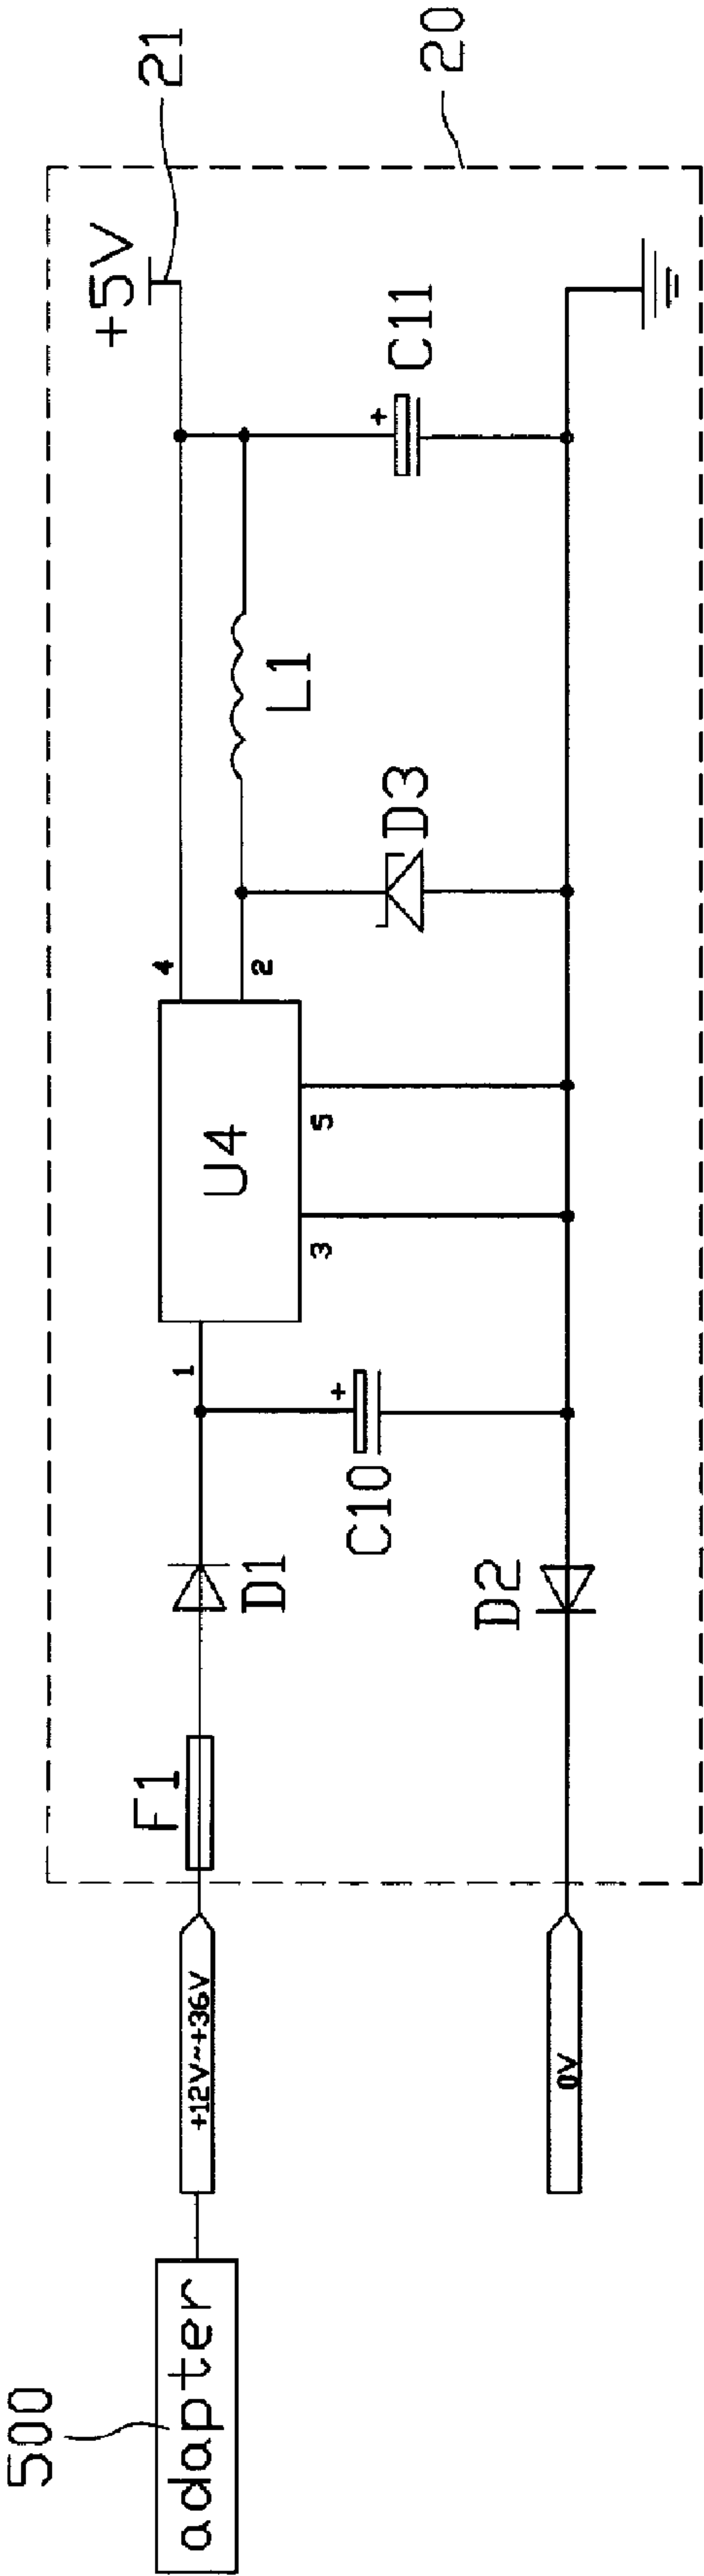 500
adapter
+12V~+36V
0V
F1
D1
D2
C10
+
1
U4
3
5
4
2
D3
L1
C11
+
+5V
21
20